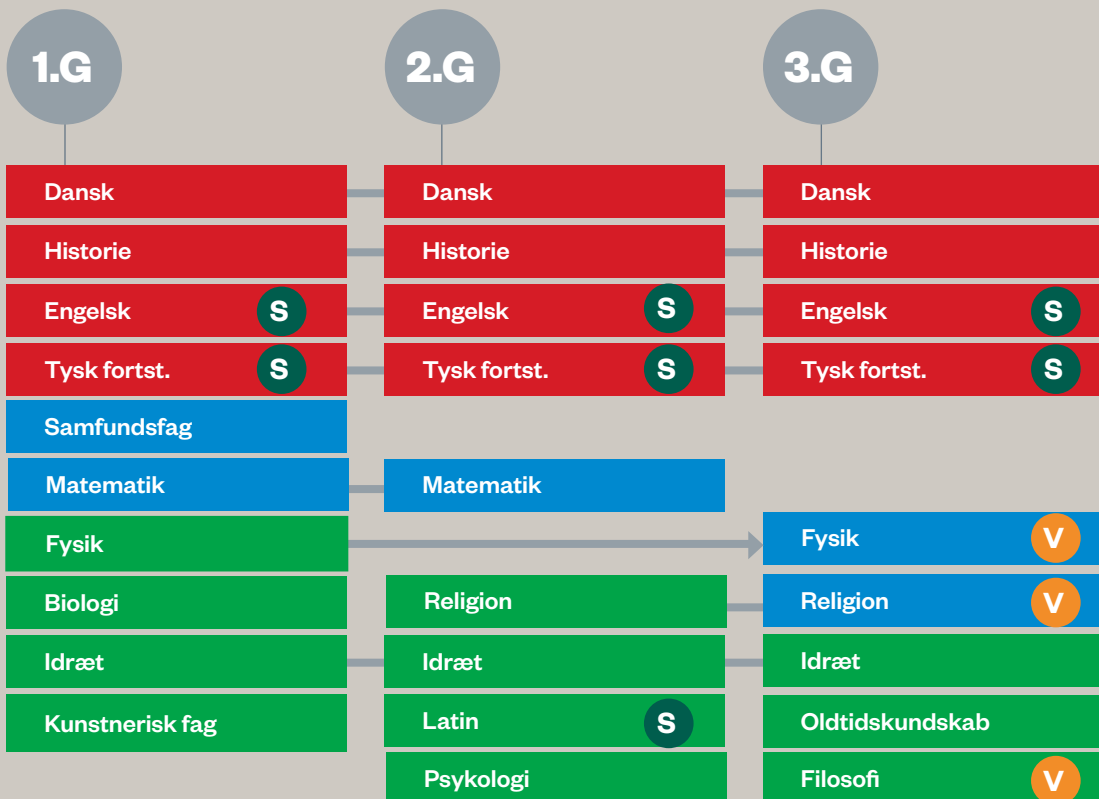 1.G 2.G 3.G
Dansk Dansk Dansk
Historie Historie Historie
Engelsk S Engelsk S Engelsk S
Tysk fortst. S Tysk fortst. S Tysk fortst. S
Samfundsfag
Matematik Matematik
Fysik Fysik V
Biologi Religion Religion V
Idræt Idræt Idræt
Kunstnerisk fag Latin S Oldtidskundskab
Psykologi Filosofi V